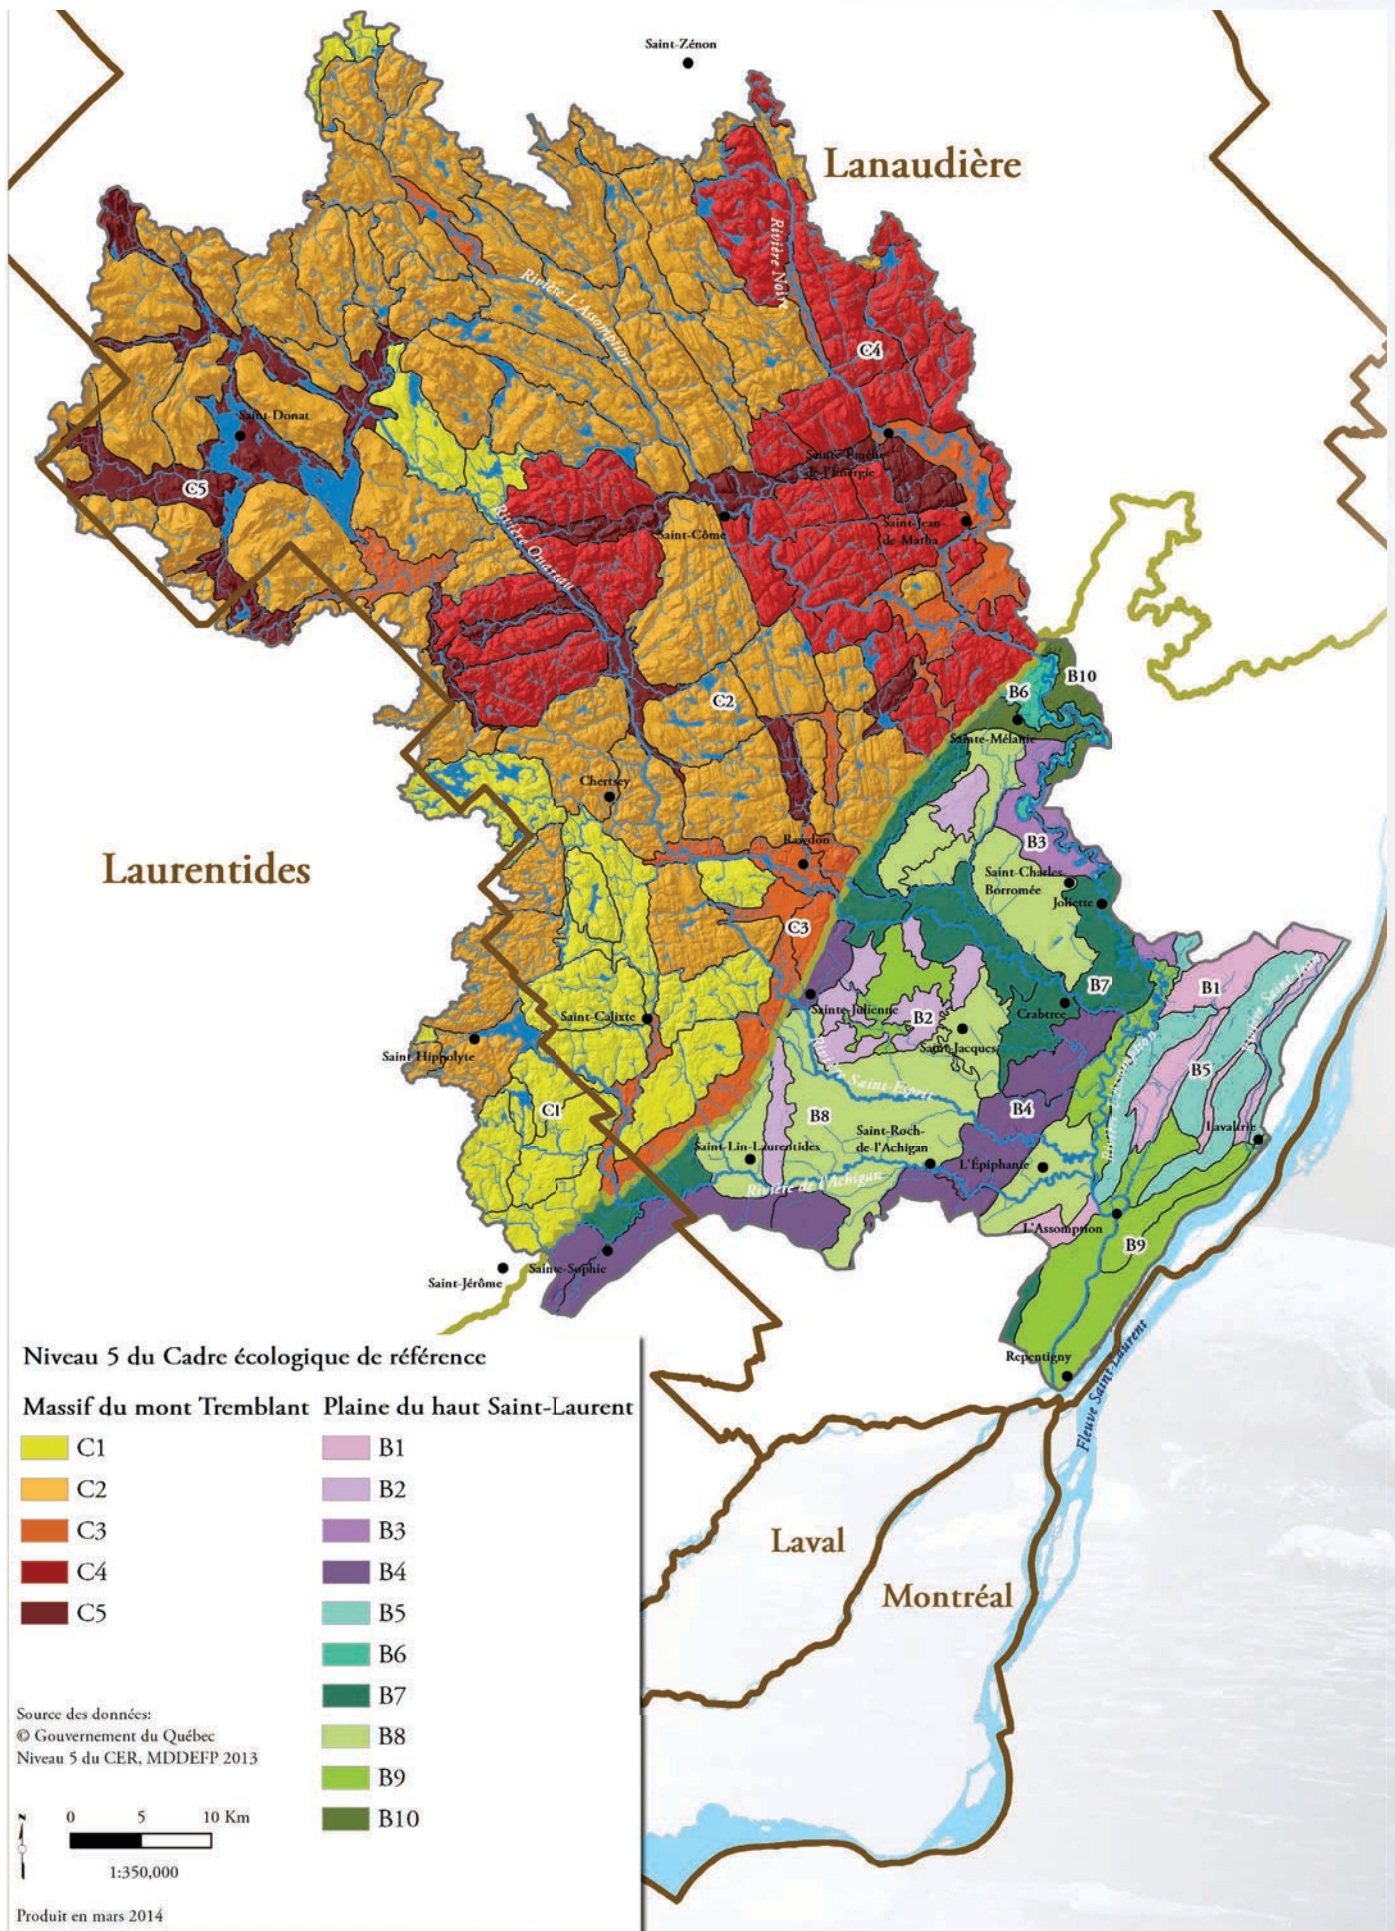 Saint-Zénon
Lanaudière
Rivière Noire
Rivière L'Assomption
C4
Saint-Donat
Sainte-Émélie
de-l'Énergie
C5
Rivière Ouareau
Saint-Côme
Saint-Jean-
de-Matha
B10
B6
C2
Sainte-Mélanie
Chertsey
Rawdon
B3
Laurentides
Saint-Charles-
Borromée
Joliette
C3
B7
B1
Rivière Saint-Jean
Sainte-Julienne
B2
Crabtree
Saint-Calixte
Saint-Jacques
Saint-Hippolyte
Rivière L'Assomption
Rivière Saint-Esprit
B5
C1
B8
B4
Saint-Roch-
de-l'Achigan
Lavaltrie
Saint-Lin-Laurentides
L'Épiphanie
Rivière de l'Achigan
L'Assomption
B9
Sainte-Sophie
Saint-Jérôme
Repentigny
Fleuve Saint-Laurent
Laval
Montréal
Niveau 5 du Cadre écologique de référence
Massif du mont Tremblant
C1
C2
C3
C4
C5
Plaine du haut Saint-Laurent
B1
B2
B3
B4
B5
B6
B7
B8
B9
B10
Source des données:
© Gouvernement du Québec
Niveau 5 du CER, MDDEFP 2013
N
0 5 10 Km
1:350,000
Produit en mars 2014